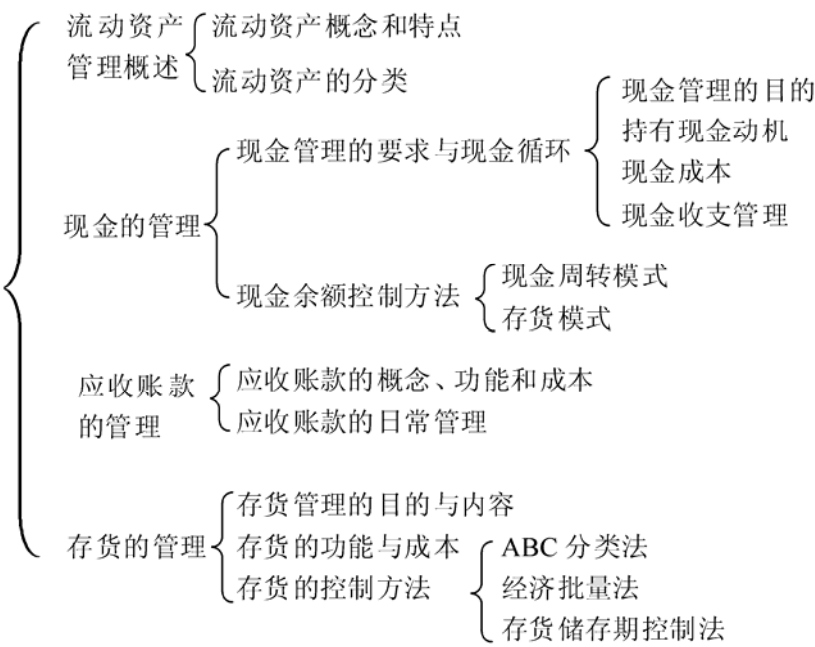 流动资产
管理概述
流动资产概念和特点
流动资产的分类
现金的管理
现金管理的要求与现金循环
现金管理的目的
持有现金动机
现金成本
现金收支管理
现金余额控制方法
现金周转模式
存货模式
应收账款
的管理
应收账款的概念、功能和成本
应收账款的日常管理
存货的管理
存货管理的目的与内容
存货的功能与成本
存货的控制方法
ABC 分类法
经济批量法
存货储存期控制法